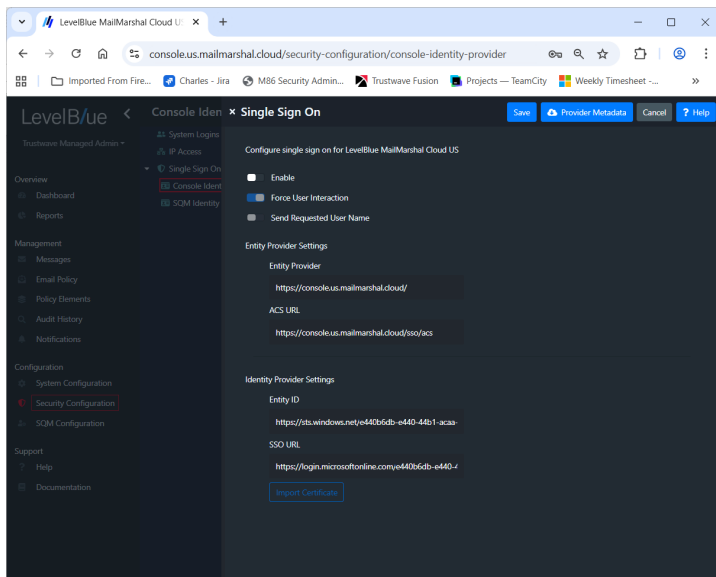 LevelBlue MailMarshal Cloud US
console.us.mailmarshal.cloud/security-configuration/console-identity-provider
Imported From Fire...
Charles - Jira
M86 Security Admin...
Trustwave Fusion
Projects — TeamCity
Weekly Timesheet -...
LevelBlue
Trustwave Managed Admin
Overview
Dashboard
Reports
Management
Messages
Email Policy
Policy Elements
Audit History
Notifications
Configuration
System Configuration
Security Configuration
SQM Configuration
Support
Help
Documentation
Console Iden
System Logins
IP Access
Single Sign On
Console Ident
SQM Identity
× Single Sign On
Save
Provider Metadata
Cancel
? Help
Configure single sign on for LevelBlue MailMarshal Cloud US
Enable
Force User Interaction
Send Requested User Name
Entity Provider Settings
Entity Provider
https://console.us.mailmarshal.cloud/
ACS URL
https://console.us.mailmarshal.cloud/sso/acs
Identity Provider Settings
Entity ID
https://sts.windows.net/e440b6db-e440-44b1-acaa-
SSO URL
https://login.microsoftonline.com/e440b6db-e440-4
Import Certificate